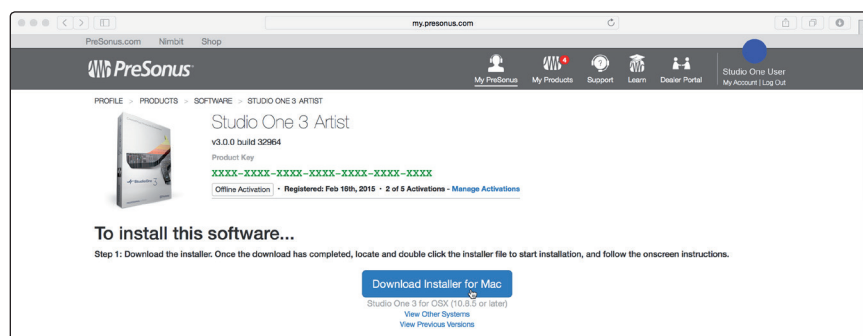 my.presonus.com
PreSonus.com Nimbit Shop
PreSonus
My PreSonus
4
My Products
Support
Learn
Dealer Portal
Studio One User
My Account | Log Out
PROFILE > PRODUCTS > SOFTWARE > STUDIO ONE 3 ARTIST
Studio One 3 Artist
v3.0.0 build 32964
Product Key
XXXX-XXXX-XXXX-XXXX-XXXX-XXXX-XXXX
Offline Activation • Registered: Feb 16th, 2015 • 2 of 5 Activations - Manage Activations
To install this software...
Step 1: Download the installer. Once the download has completed, locate and double click the installer file to start installation, and follow the onscreen instructions.
Download Installer for Mac
Studio One 3 for OSX (10.8.5 or later)
View Other Systems
View Previous Versions